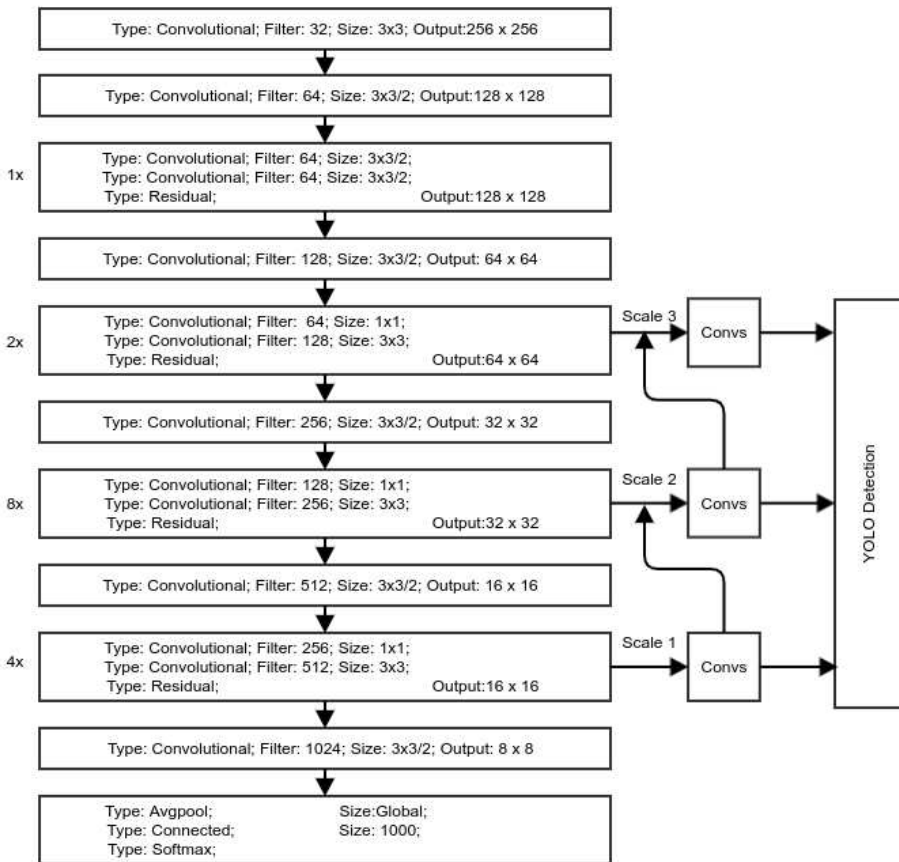 Type: Convolutional; Filter: 32; Size: 3x3; Output:256 x 256
Type: Convolutional; Filter: 64; Size: 3x3/2; Output:128 x 128
1x
Type: Convolutional; Filter: 64; Size: 3x3/2;
Type: Convolutional; Filter: 64; Size: 3x3/2;
Type: Residual; Output:128 x 128
Type: Convolutional; Filter: 128; Size: 3x3/2; Output: 64 x 64
2x
Type: Convolutional; Filter: 64; Size: 1x1;
Type: Convolutional; Filter: 128; Size: 3x3;
Type: Residual; Output:64 x 64
Scale 3
Convs
Type: Convolutional; Filter: 256; Size: 3x3/2; Output: 32 x 32
8x
Type: Convolutional; Filter: 128; Size: 1x1;
Type: Convolutional; Filter: 256; Size: 3x3;
Type: Residual; Output:32 x 32
Scale 2
Convs
YOLO Detection
Type: Convolutional; Filter: 512; Size: 3x3/2; Output: 16 x 16
4x
Type: Convolutional; Filter: 256; Size: 1x1;
Type: Convolutional; Filter: 512; Size: 3x3;
Type: Residual; Output:16 x 16
Scale 1
Convs
Type: Convolutional; Filter: 1024; Size: 3x3/2; Output: 8 x 8
Type: Avgpool; Size:Global;
Type: Connected; Size: 1000;
Type: Softmax;